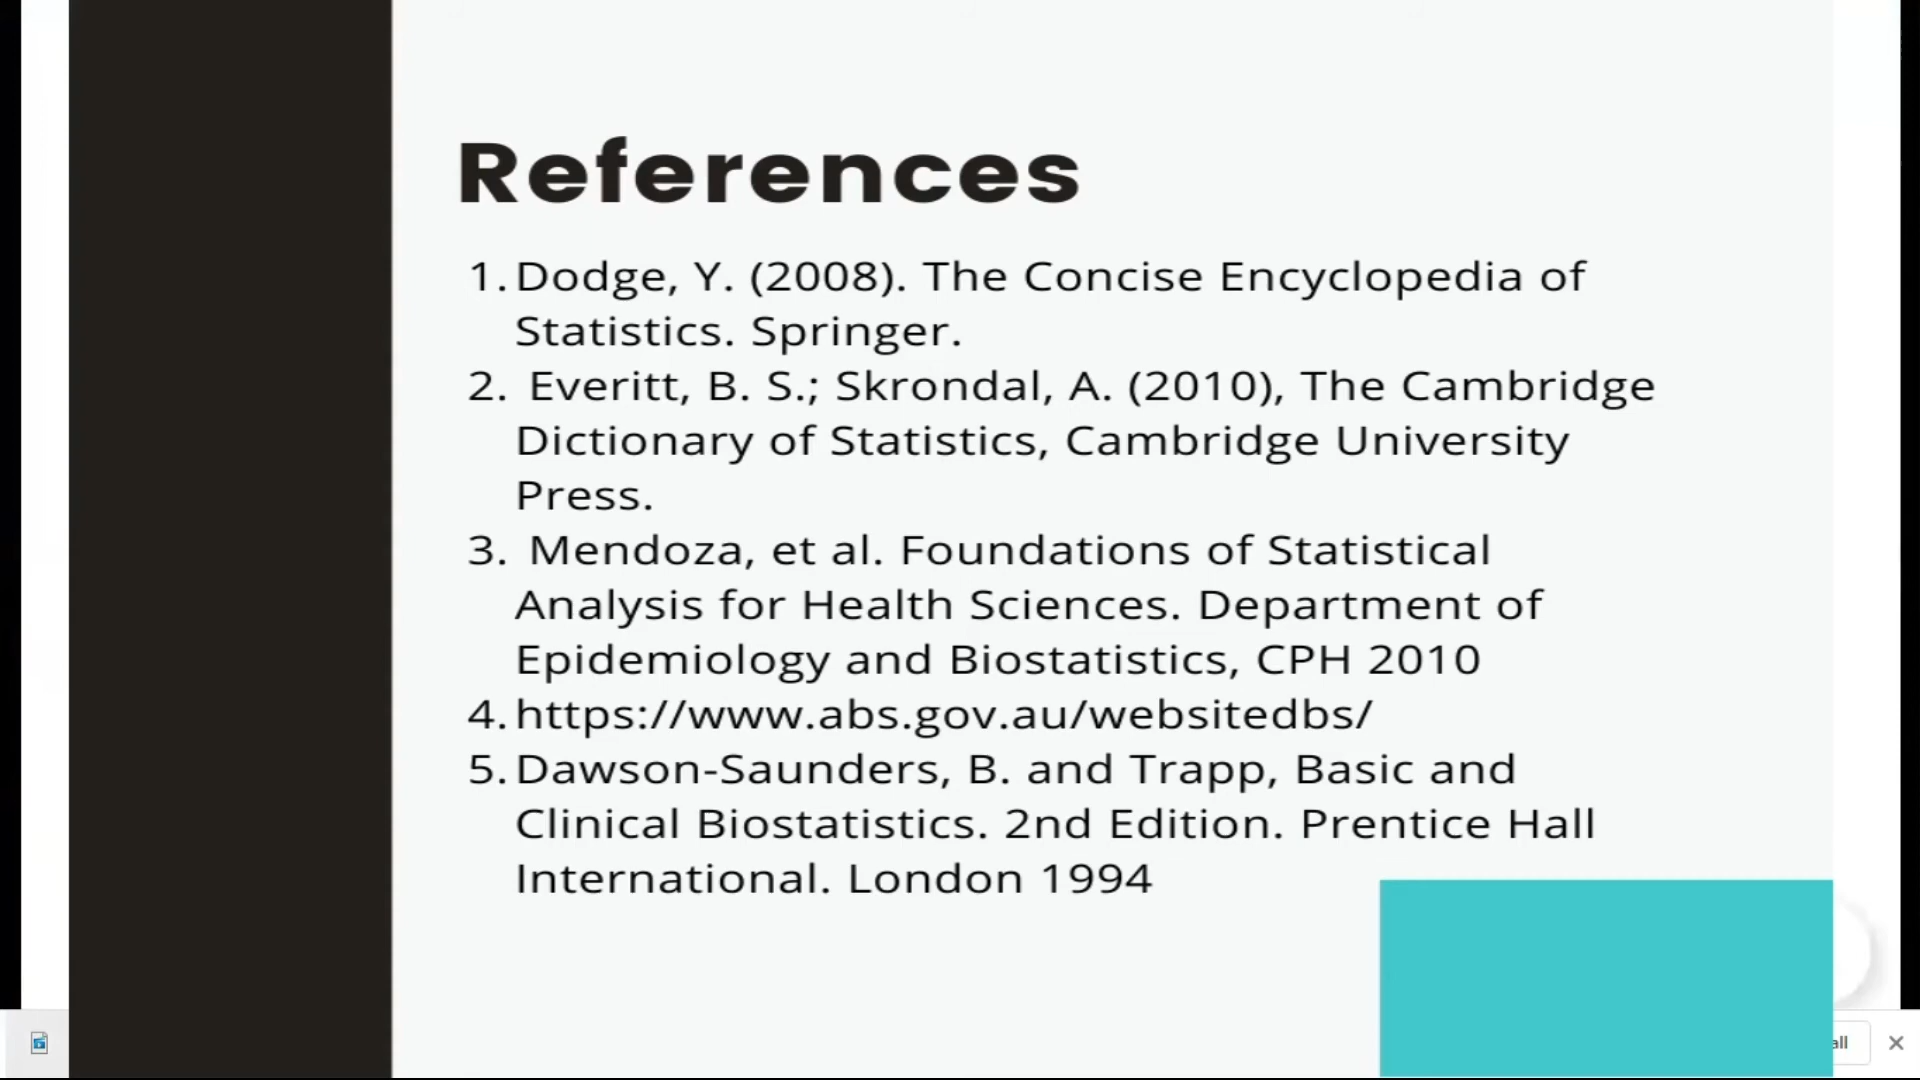 References
1. Dodge, Y. (2008). The Concise Encyclopedia of
Statistics. Springer.
2. Everitt, B. S.; Skrondal, A. (2010), The Cambridge
Dictionary of Statistics, Cambridge University
Press.
3. Mendoza, et al. Foundations of Statistical
Analysis for Health Sciences. Department of
Epidemiology and Biostatistics, CPH 2010
4. https://www.abs.gov.au/websitedbs/
5. Dawson-Saunders, B. and Trapp, Basic and
Clinical Biostatistics. 2nd Edition. Prentice Hall
International. London 1994